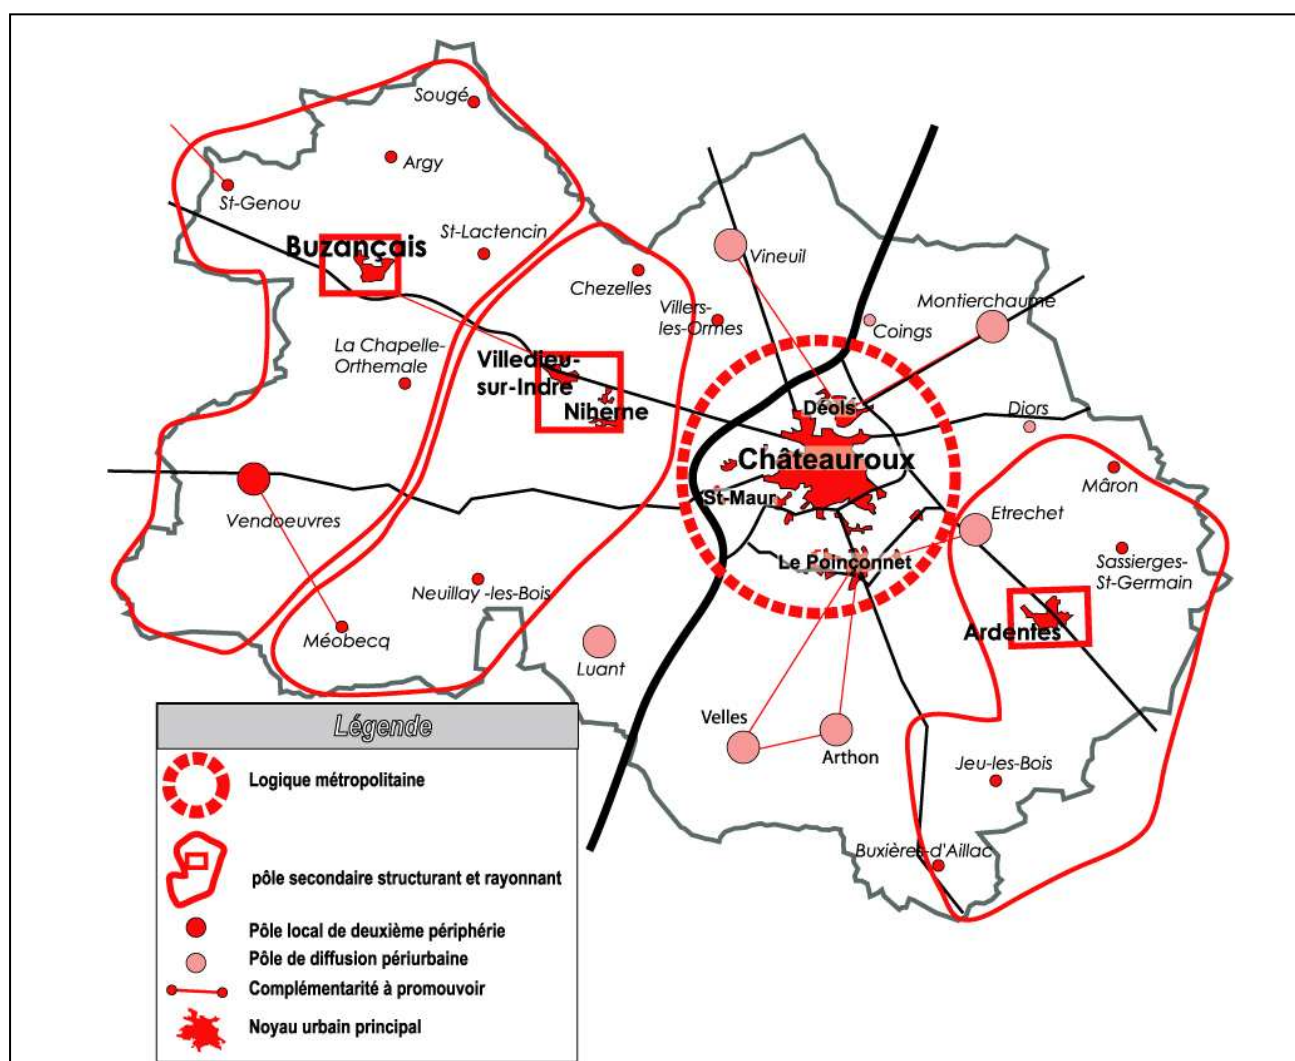 Sougé
Argy
St-Genou
St-Lactencin
Buzançais
Chezelles
Vineuil
Montierchaume
Villers-
les-Ormes
Coings
La Chapelle-
Orthemale
Villedieu-
sur-Indre
Niherne
Déols
Diors
Châteauroux
St-Maur
Mâron
Vendoeuvres
Etrechet
Sassierges-
St-Germain
Le Poinçonnet
Neuillay -les-Bois
Méobecq
Ardentes
Luant
Velles
Arthon
Jeu-les-Bois
Buxières-d'Aillac
Légende
Logique métropolitaine
pôle secondaire structurant et rayonnant
Pôle local de deuxième périphérie
Pôle de diffusion périurbaine
Complémentarité à promouvoir
Noyau urbain principal